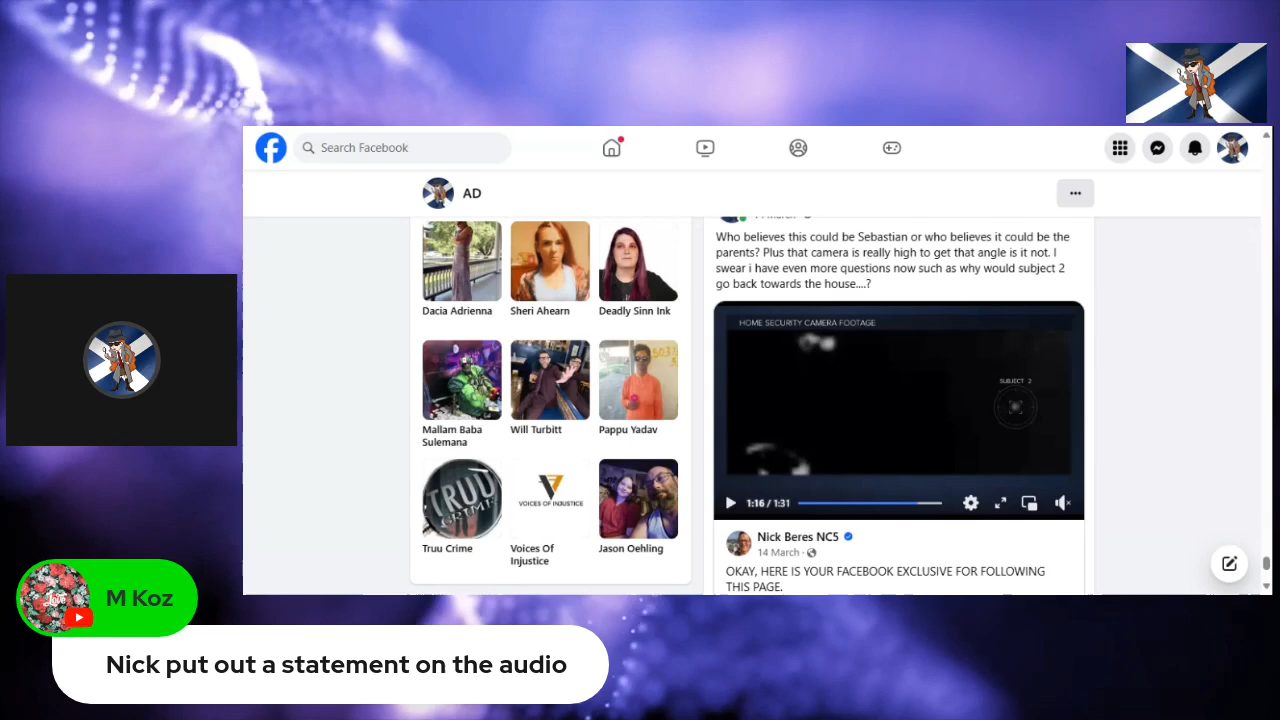 Search Facebook
AD
Dacia Adrienna
Sheri Ahearn
Deadly Sinn Ink
Mallam Baba
Sulemana
Will Turbitt
Pappu Yadav
TRUU
CRIME
VOICES OF INJUSTICE
Truu Crime
Voices Of
Injustice
Jason Oehling
Who believes this could be Sebastian or who believes it could be the
parents? Plus that camera is really high to get that angle is it not. I
swear i have even more questions now such as why would subject 2
go back towards the house....?
HOME SECURITY CAMERA FOOTAGE
SUBJECT 2
1:16 / 1:31
Nick Beres NC5
14 March ·
OKAY, HERE IS YOUR FACEBOOK EXCLUSIVE FOR FOLLOWING
THIS PAGE.
M Koz
Nick put out a statement on the audio